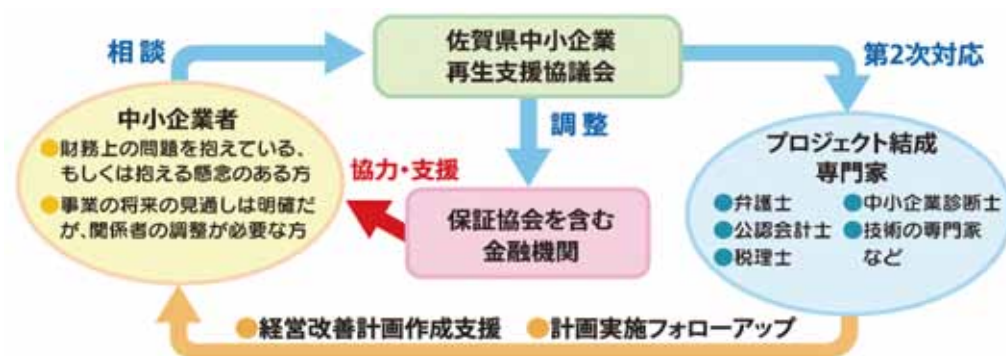 相談
佐賀県中小企業
再生支援協議会
第2次対応
中小企業者
●財務上の問題を抱えている、
もしくは抱える懸念のある方
●事業の将来の見通しは明確だ
が、関係者の調整が必要な方
調整
協力・支援
保証協会を含む
金融機関
プロジェクト結成
専門家
●弁護士
●公認会計士
●税理士
●中小企業診断士
●技術の専門家
など
●経営改善計画作成支援 ●計画実施フォローアップ